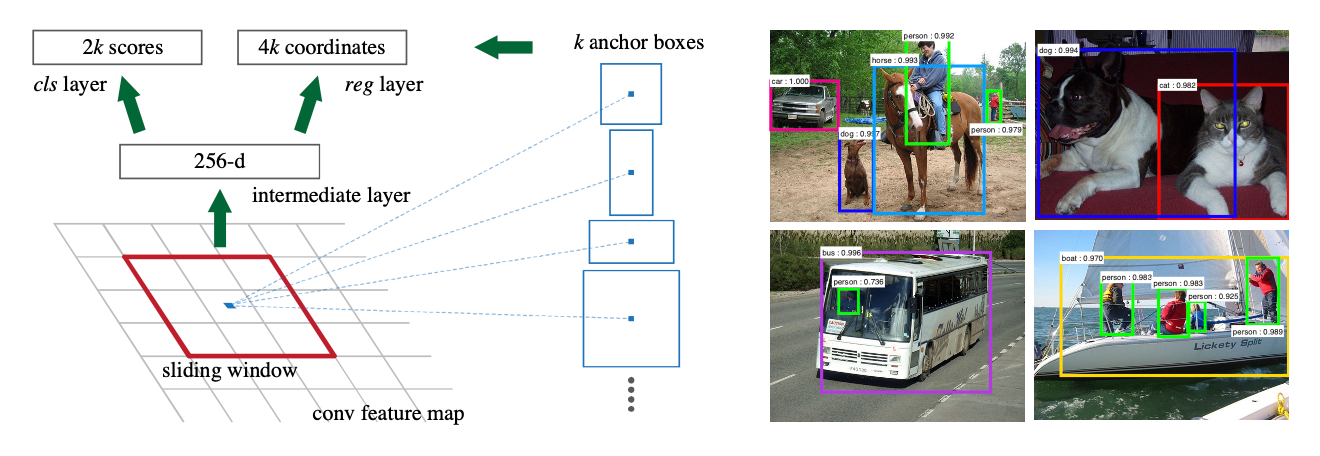 2k scores
4k coordinates
k anchor boxes
cls layer
reg layer
256-d
intermediate layer
sliding window
conv feature map
person : 0.992
horse : 0.993
car : 1.000
person : 0.979
dog : 0.997
dog : 0.994
cat : 0.982
bus : 0.996
person : 0.736
boat : 0.970
person : 0.983
person : 0.983
person : 0.925
person : 0.989
Lickety Split